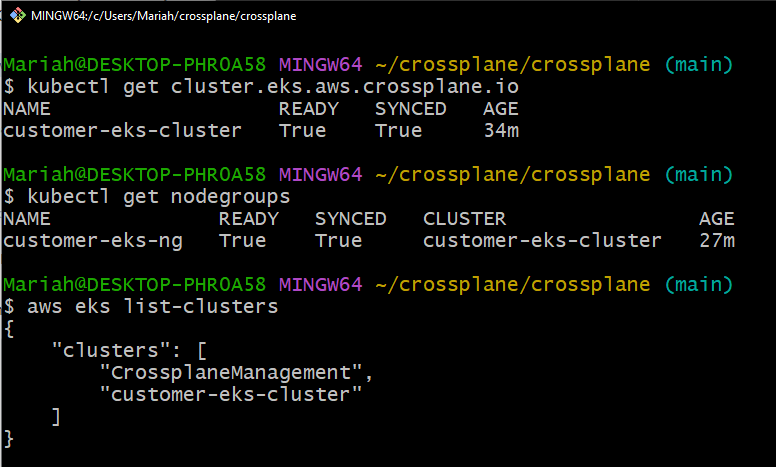 MINGW64:/c/Users/Mariah/crossplane/crossplane
Mariah@DESKTOP-PHROA58 MINGW64 ~/crossplane/crossplane (main)
$ kubectl get cluster.eks.aws.crossplane.io
NAME READY SYNCED AGE
customer-eks-cluster True True 34m
Mariah@DESKTOP-PHROA58 MINGW64 ~/crossplane/crossplane (main)
$ kubectl get nodegroups
NAME READY SYNCED CLUSTER AGE
customer-eks-ng True True customer-eks-cluster 27m
Mariah@DESKTOP-PHROA58 MINGW64 ~/crossplane/crossplane (main)
$ aws eks list-clusters
{
"clusters": [
"CrossplaneManagement",
"customer-eks-cluster"
]
}